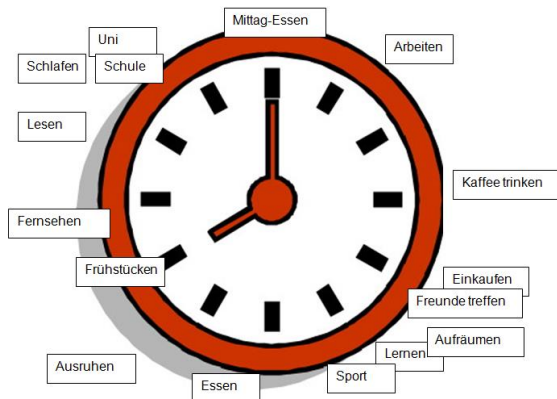 Mittag-Essen
Uni
Arbeiten
Schlafen
Schule
Lesen
Kaffee trinken
Fernsehen
Frühstücken
Einkaufen
Freunde treffen
Aufräumen
Lernen
Ausruhen
Sport
Essen